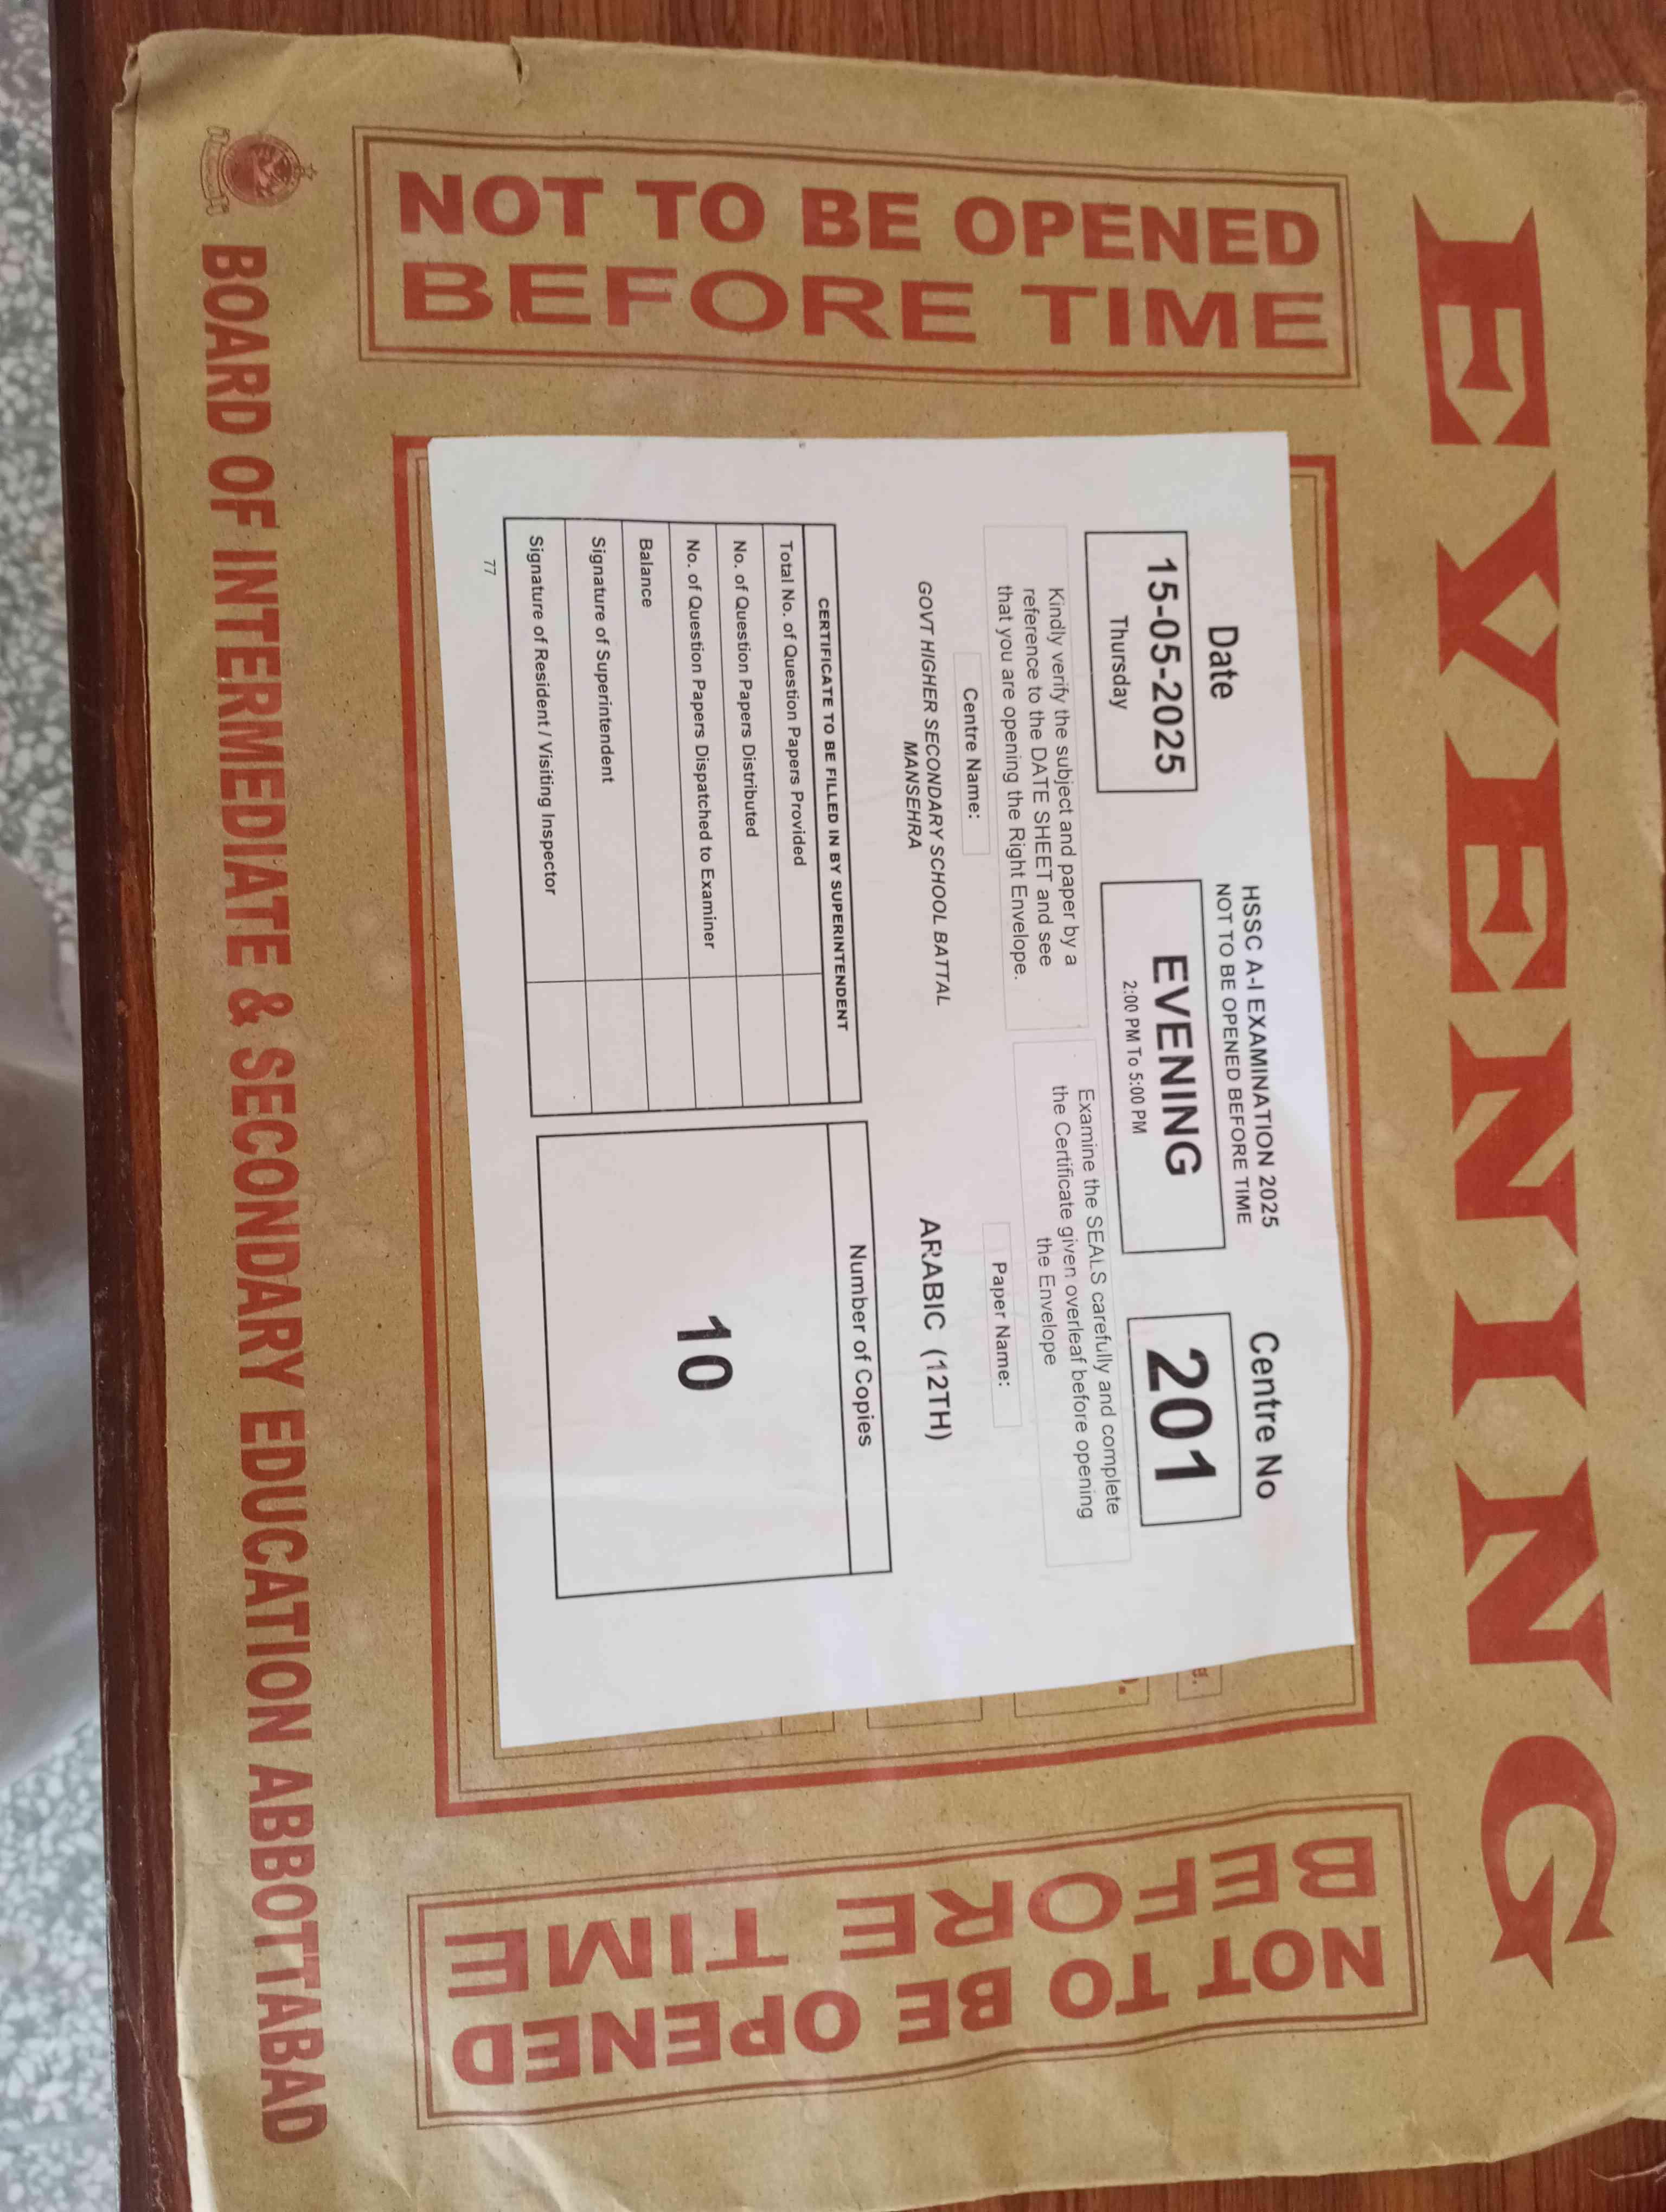 EVENING
NOT TO BE OPENED
BEFORE TIME
HSSC A-I EXAMINATION 2025
NOT TO BE OPENED BEFORE TIME
Date
15-05-2025
Thursday
EVENING
2:00 PM To 5:00 PM
Centre No
201
Kindly verify the subject and paper by a
reference to the DATE SHEET and see
that you are opening the Right Envelope.
Examine the SEALS carefully and complete
the Certificate given overleaf before opening
the Envelope
Centre Name:
GOVT HIGHER SECONDARY SCHOOL BATTAL
MANSEHRA
Paper Name:
ARABIC (12TH)
CERTIFICATE TO BE FILLED IN BY SUPERINTENDENT
Total No. of Question Papers Provided
No. of Question Papers Distributed
No. of Question Papers Dispatched to Examiner
Balance
Signature of Superintendent
Signature of Resident / Visiting Inspector
Number of Copies
10
77
NOT TO BE OPENED
BEFORE TIME
BOARD OF INTERMEDIATE & SECONDARY EDUCATION ABBOTTABAD